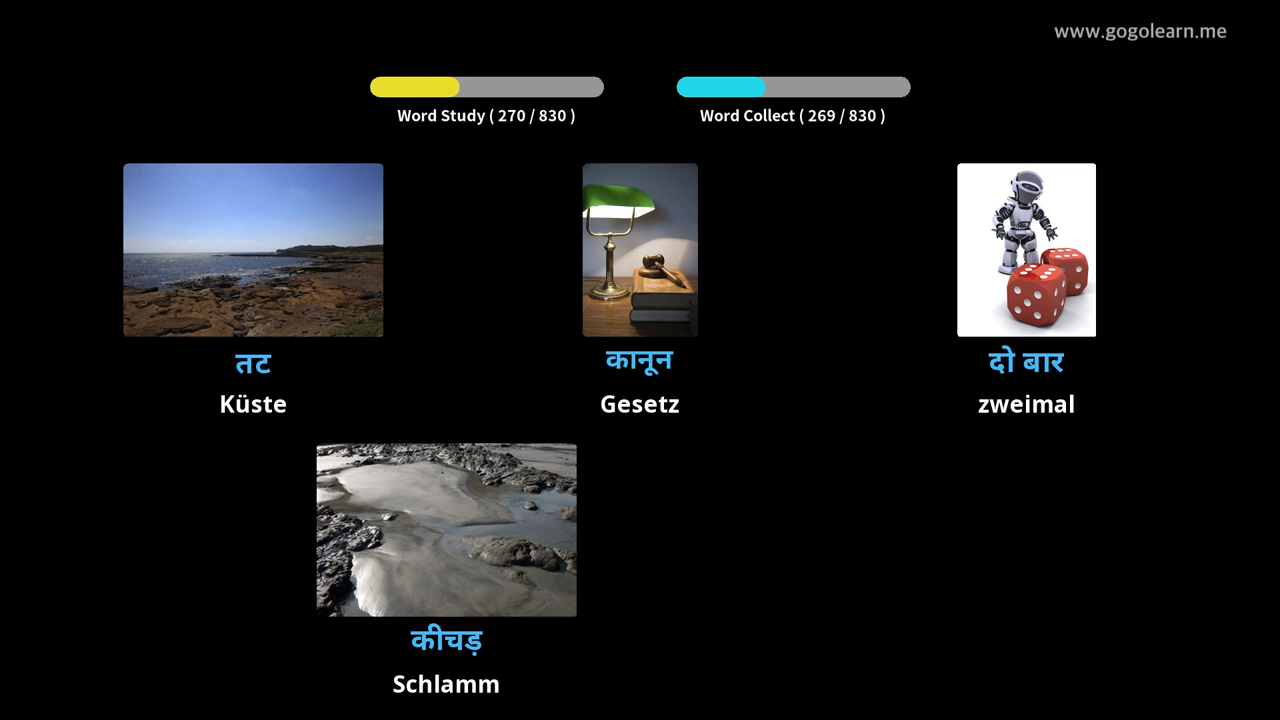 www.gogolearn.me
Word Study ( 270 / 830 )
Word Collect ( 269 / 830 )
तट
कानून
दो बार
Küste
Gesetz
zweimal
कीचड़
Schlamm